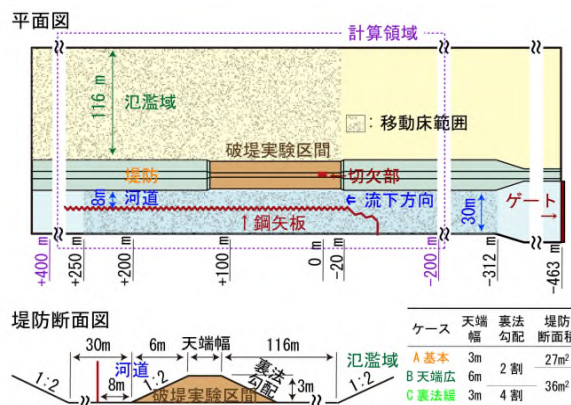 平面図
計算領域
116 m
氾濫域
:移動床範囲
破堤実験区間
堤防
切欠部
8m
河道
⇐ 流下方向
ゲート
→
↑鋼矢板
30m
+400 m
+250 m
+200 m
+100 m
0 m
-20 m
-200 m
-312 m
-463 m
堤防断面図
30m
6m
天端幅
116m
河道
氾濫域
1:2
8m
1:2
裏法
勾配
3m
1:2
破堤実験区間
ケース 天端幅 裏法勾配 堤防断面積
A 基本 3m 2 割 27m²
B 天端広 6m 36m²
C 裏法緩 3m 4 割